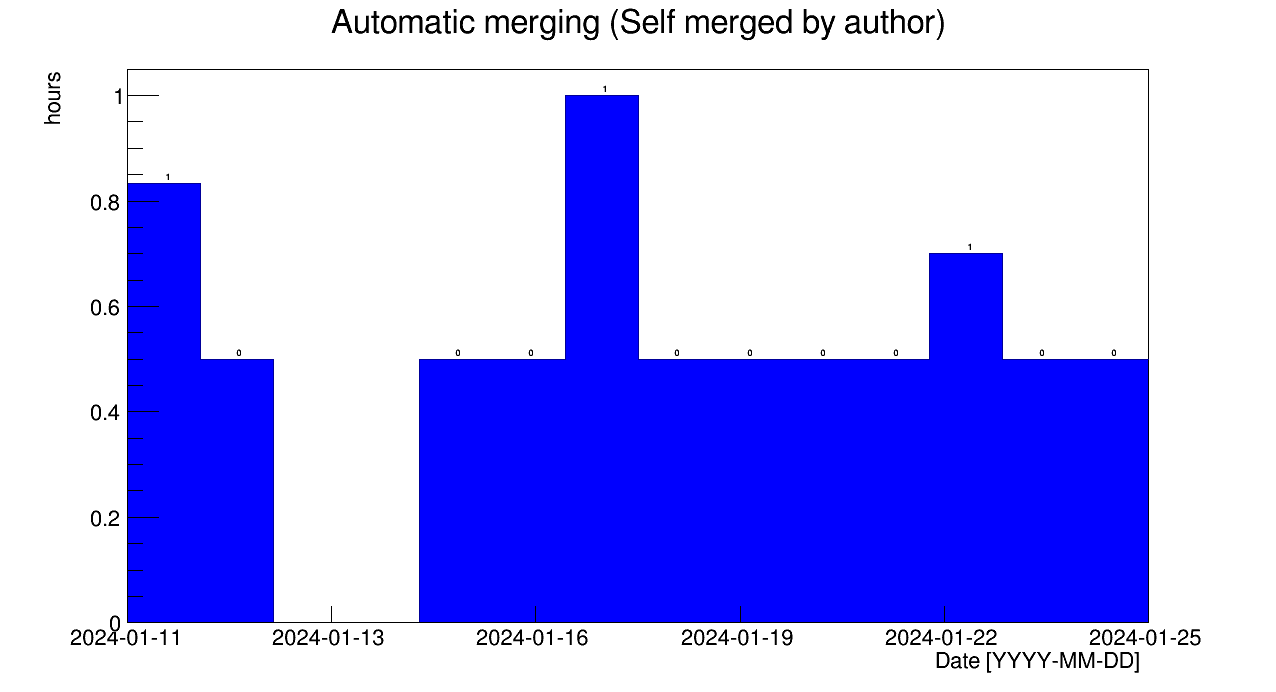 Automatic merging (Self merged by author)
hours
1
0.8
0.6
0.4
0.2
0
1 0 0 0 1 0 0 0 0 1 0 0
2024-01-11 2024-01-13 2024-01-16 2024-01-19 2024-01-22 2024-01-25
Date [YYYY-MM-DD]